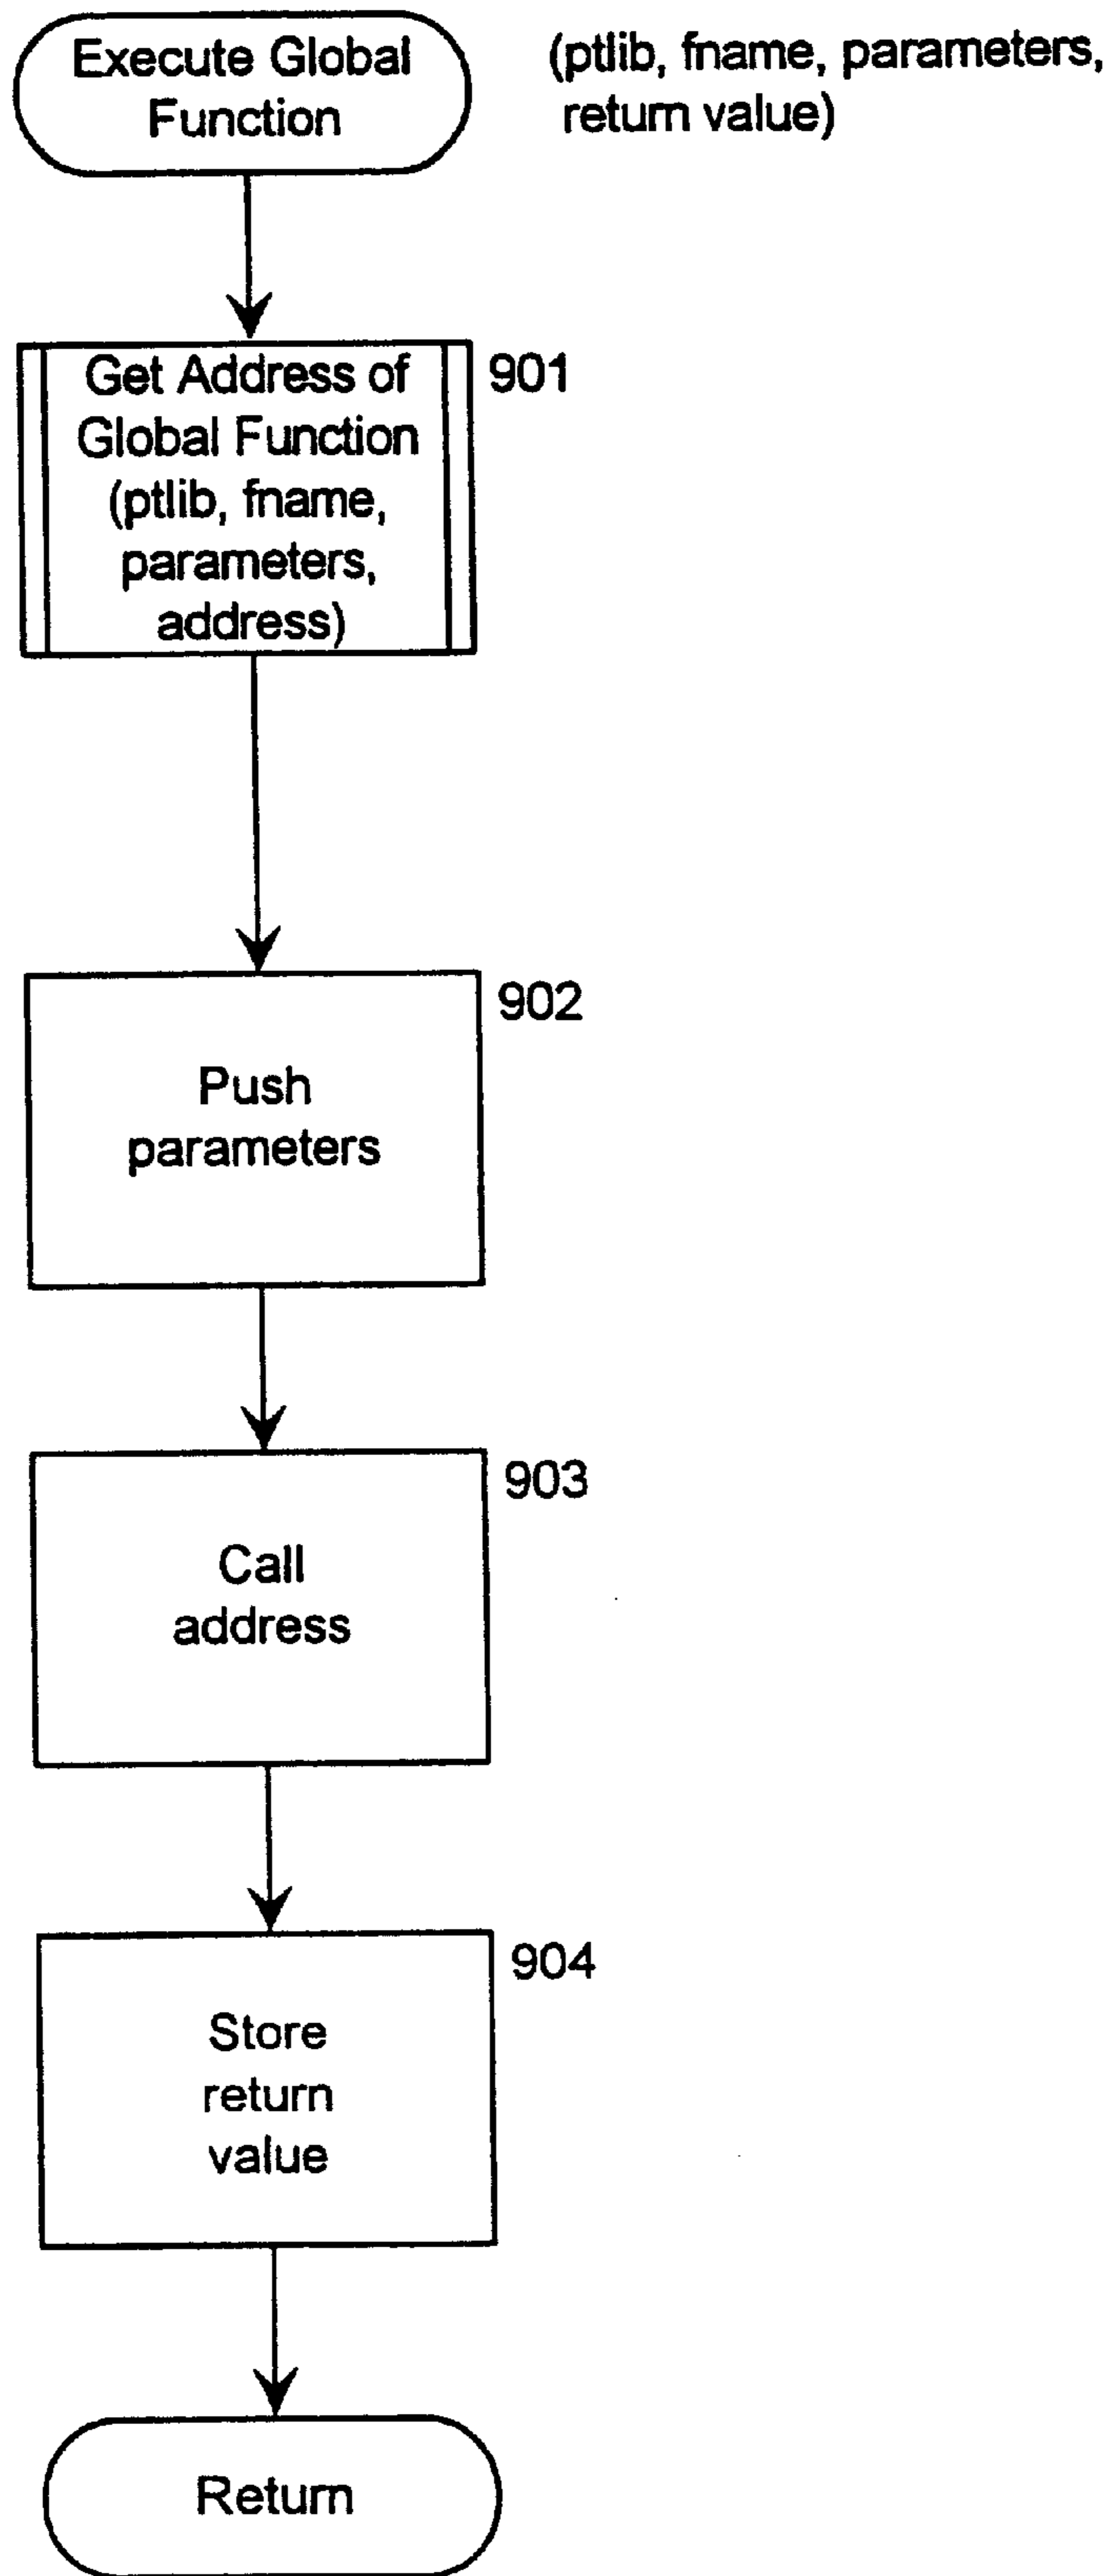 Execute Global
Function
(ptlib, fname, parameters,
return value)
Get Address of
Global Function
(ptlib, fname,
parameters,
address)
901
Push
parameters
902
Call
address
903
Store
return
value
904
Return